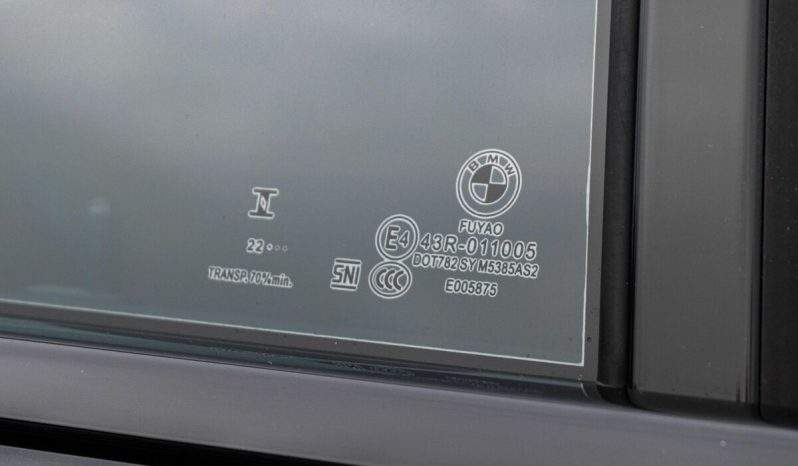 BMW
FUYAO
E4 43R-011005
DOT782 SY M5385AS2
SNI CCC E005875
I
22
TRANSP. 70% min.